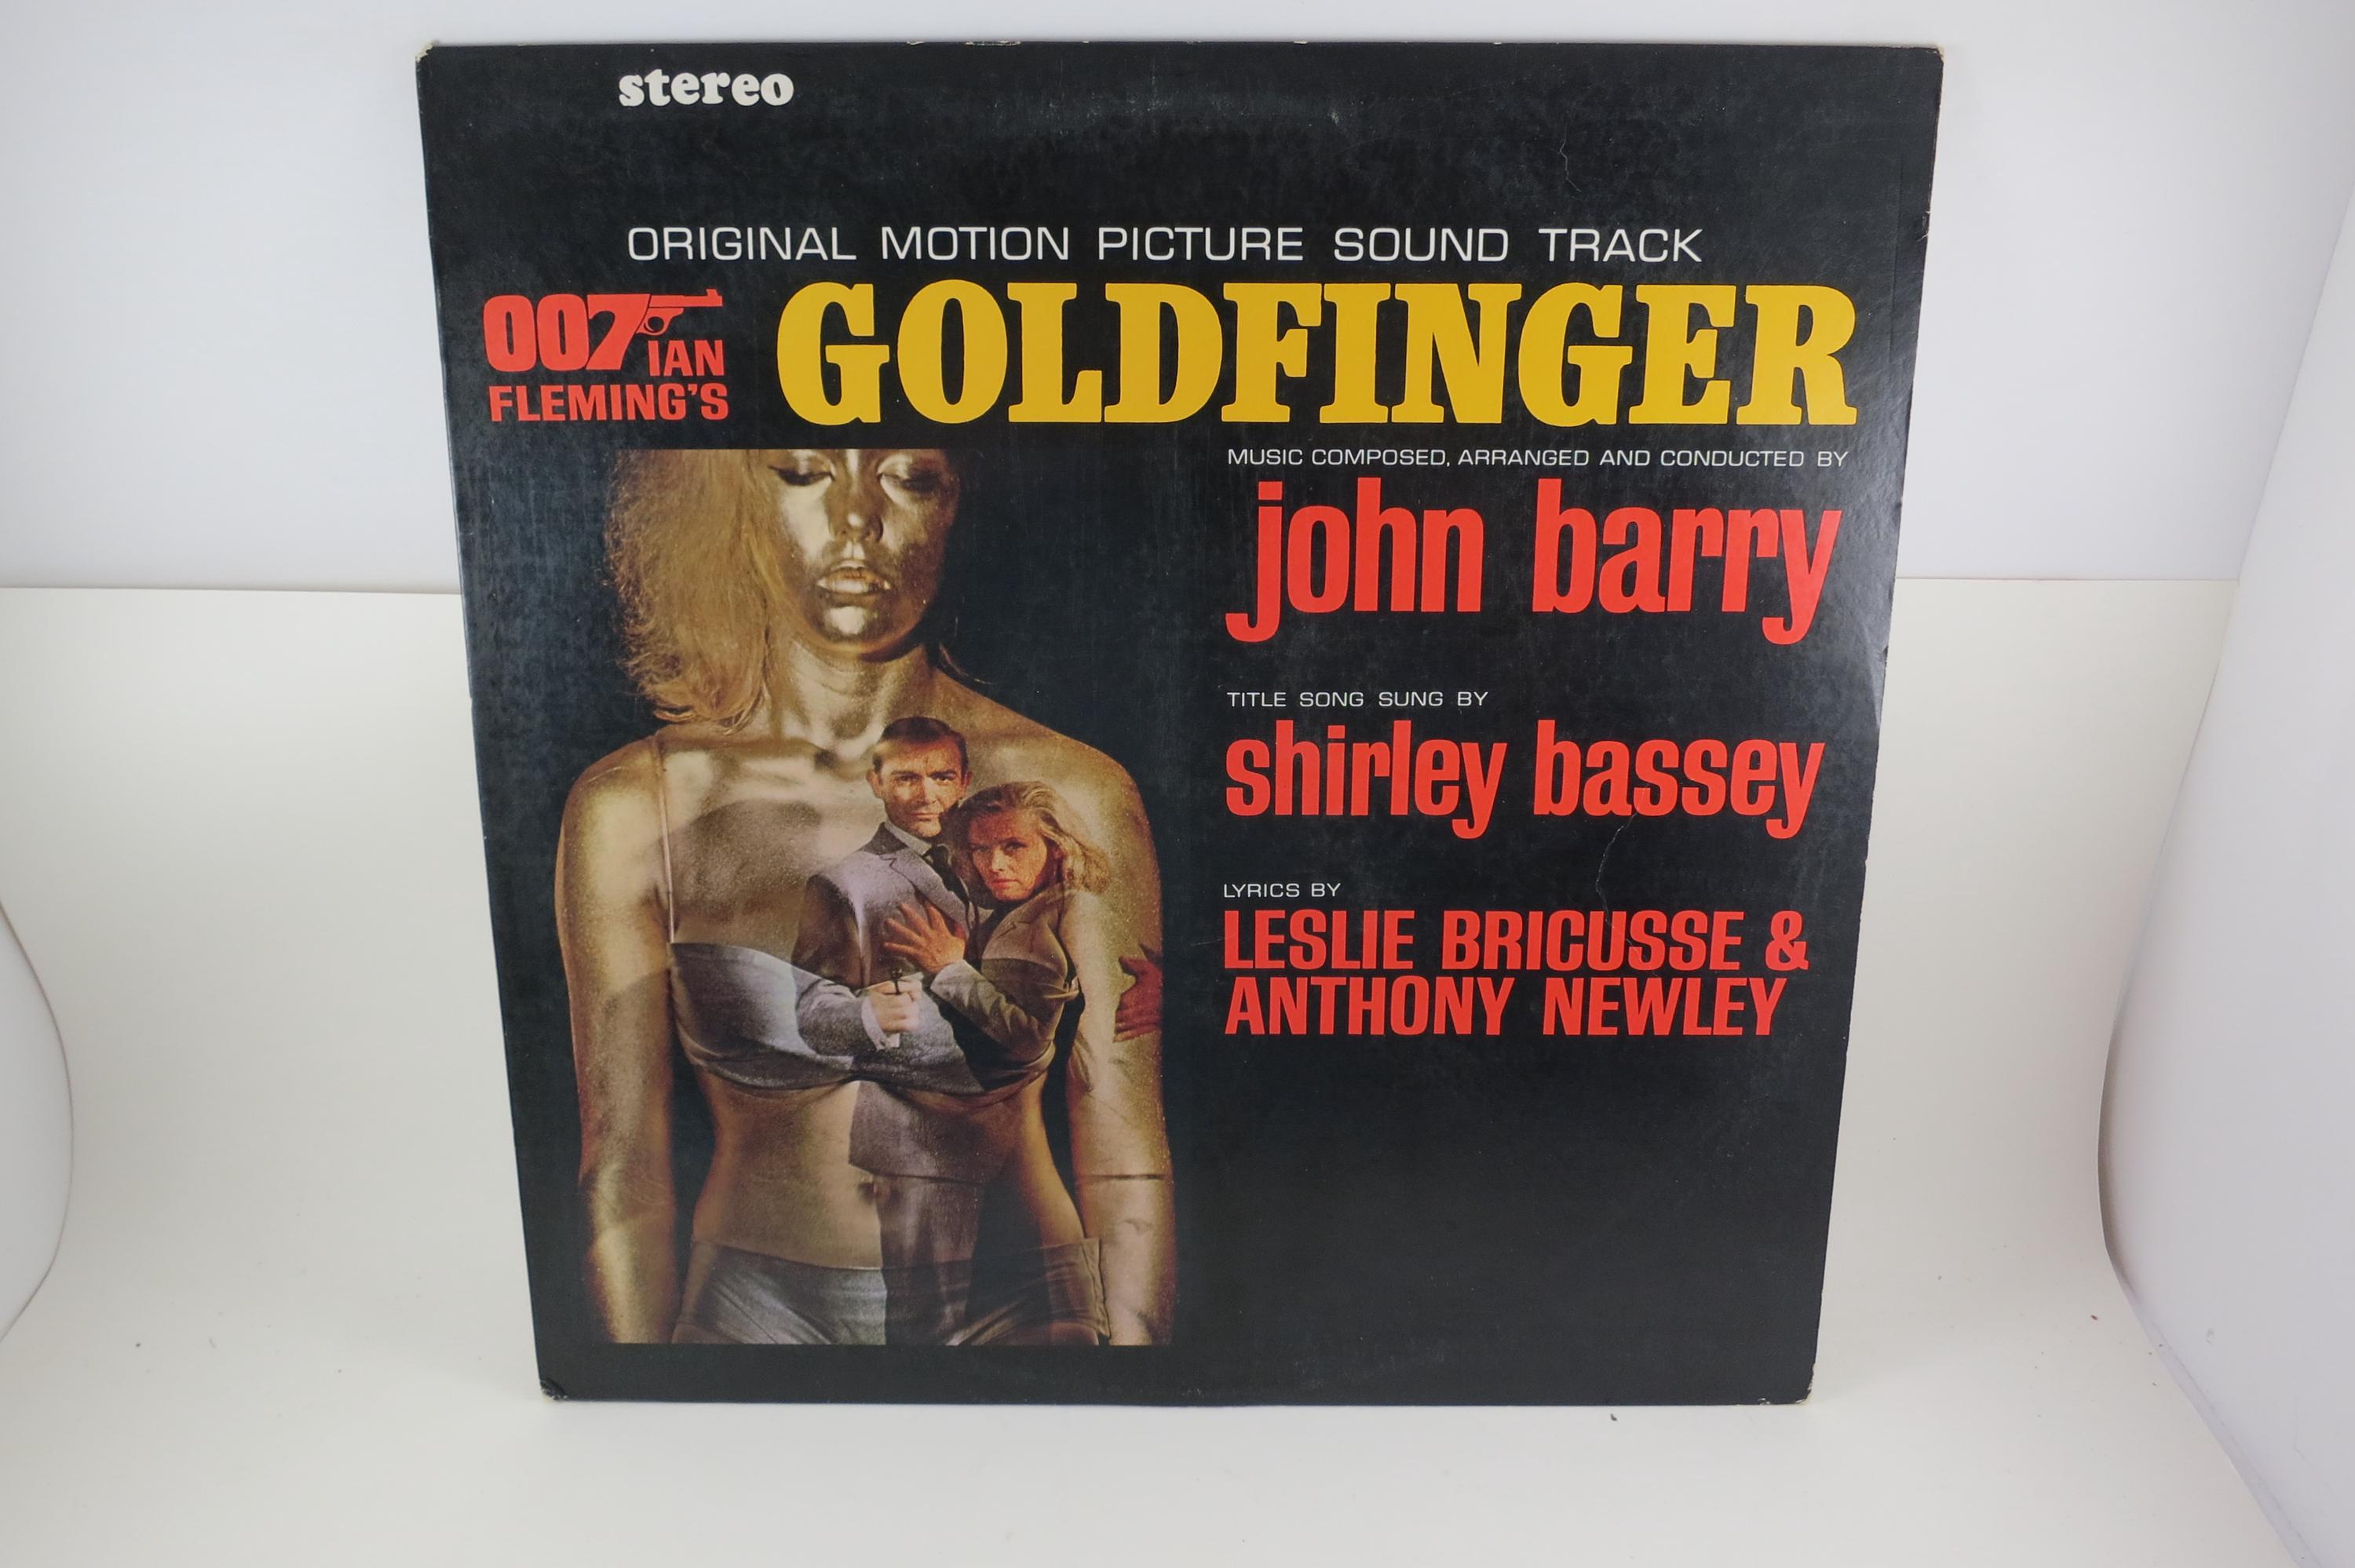 stereo
ORIGINAL MOTION PICTURE SOUND TRACK
007 IAN
FLEMING'S
GOLDFINGER
MUSIC COMPOSED, ARRANGED AND CONDUCTED BY
john barry
TITLE SONG SUNG BY
shirley bassey
LYRICS BY
LESLIE BRICUSSE &
ANTHONY NEWLEY